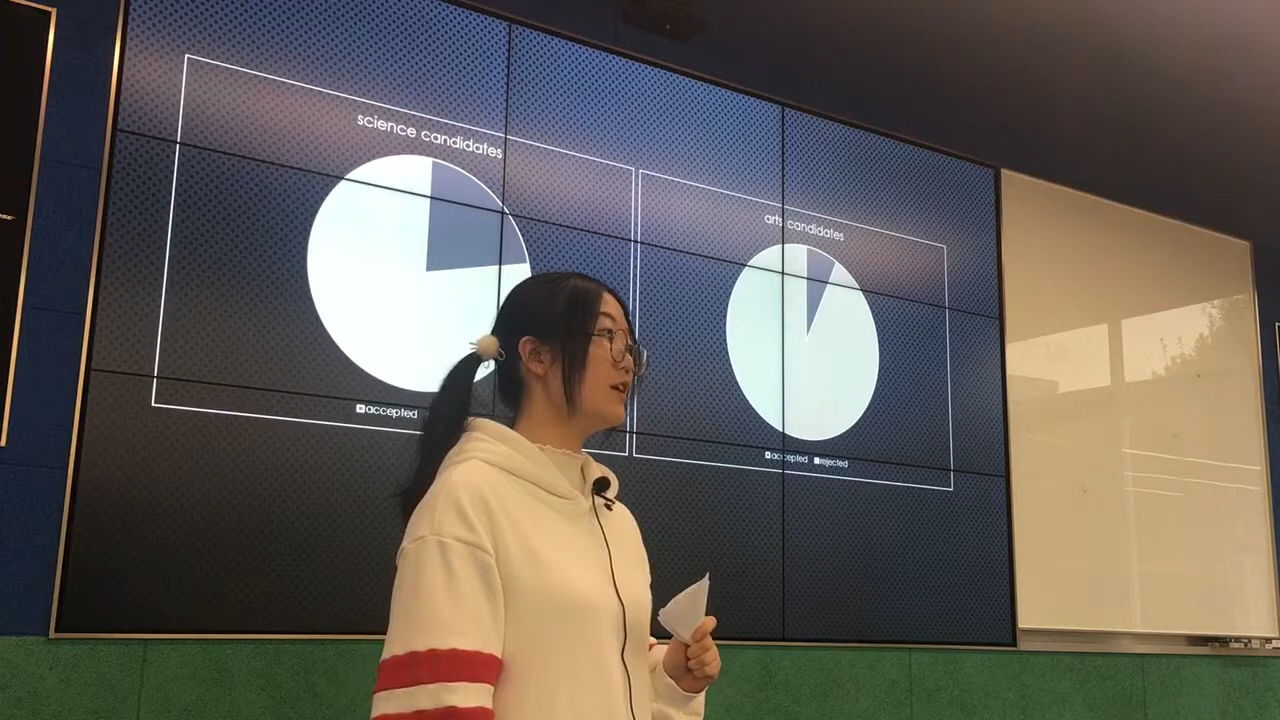 science candidates
accepted
arts candidates
accepted rejected